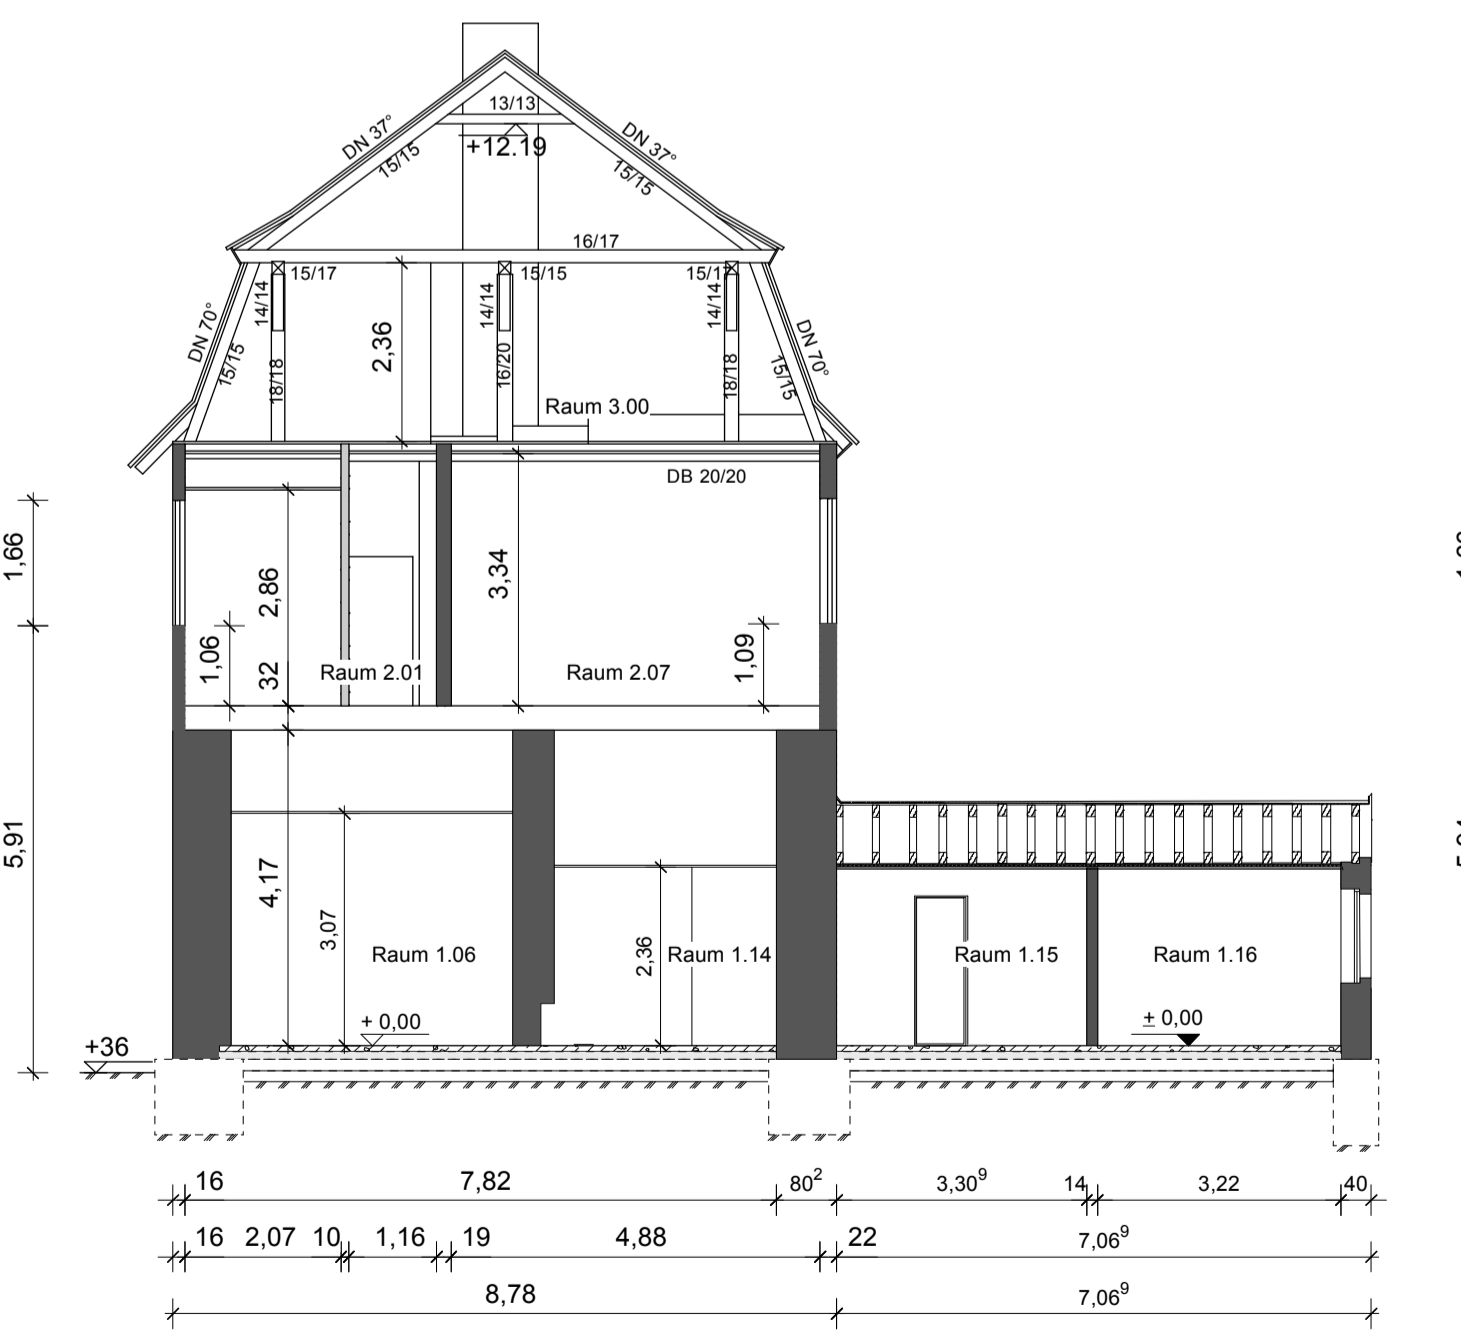 13/13
DN 37°
DN 37°
+12.19
15/15
15/15
16/17
15/17
15/15
14/14
14/14
14/14
DN 70°
DN 70°
2,36
15/15
18/18
16/20
18/18
15/15
Raum 3.00
DB 20/20
1,66
2,86
3,34
1,06
32
1,09
Raum 2.01
Raum 2.07
5,91
4,17
3,07
2,36
Raum 1.06
Raum 1.14
Raum 1.15
Raum 1.16
+ 0,00
± 0,00
+36
16 7,82 80² 3,30⁹ 14 3,22 40
16 2,07 10 1,16 19 4,88 22 7,06⁹
8,78 7,06⁹